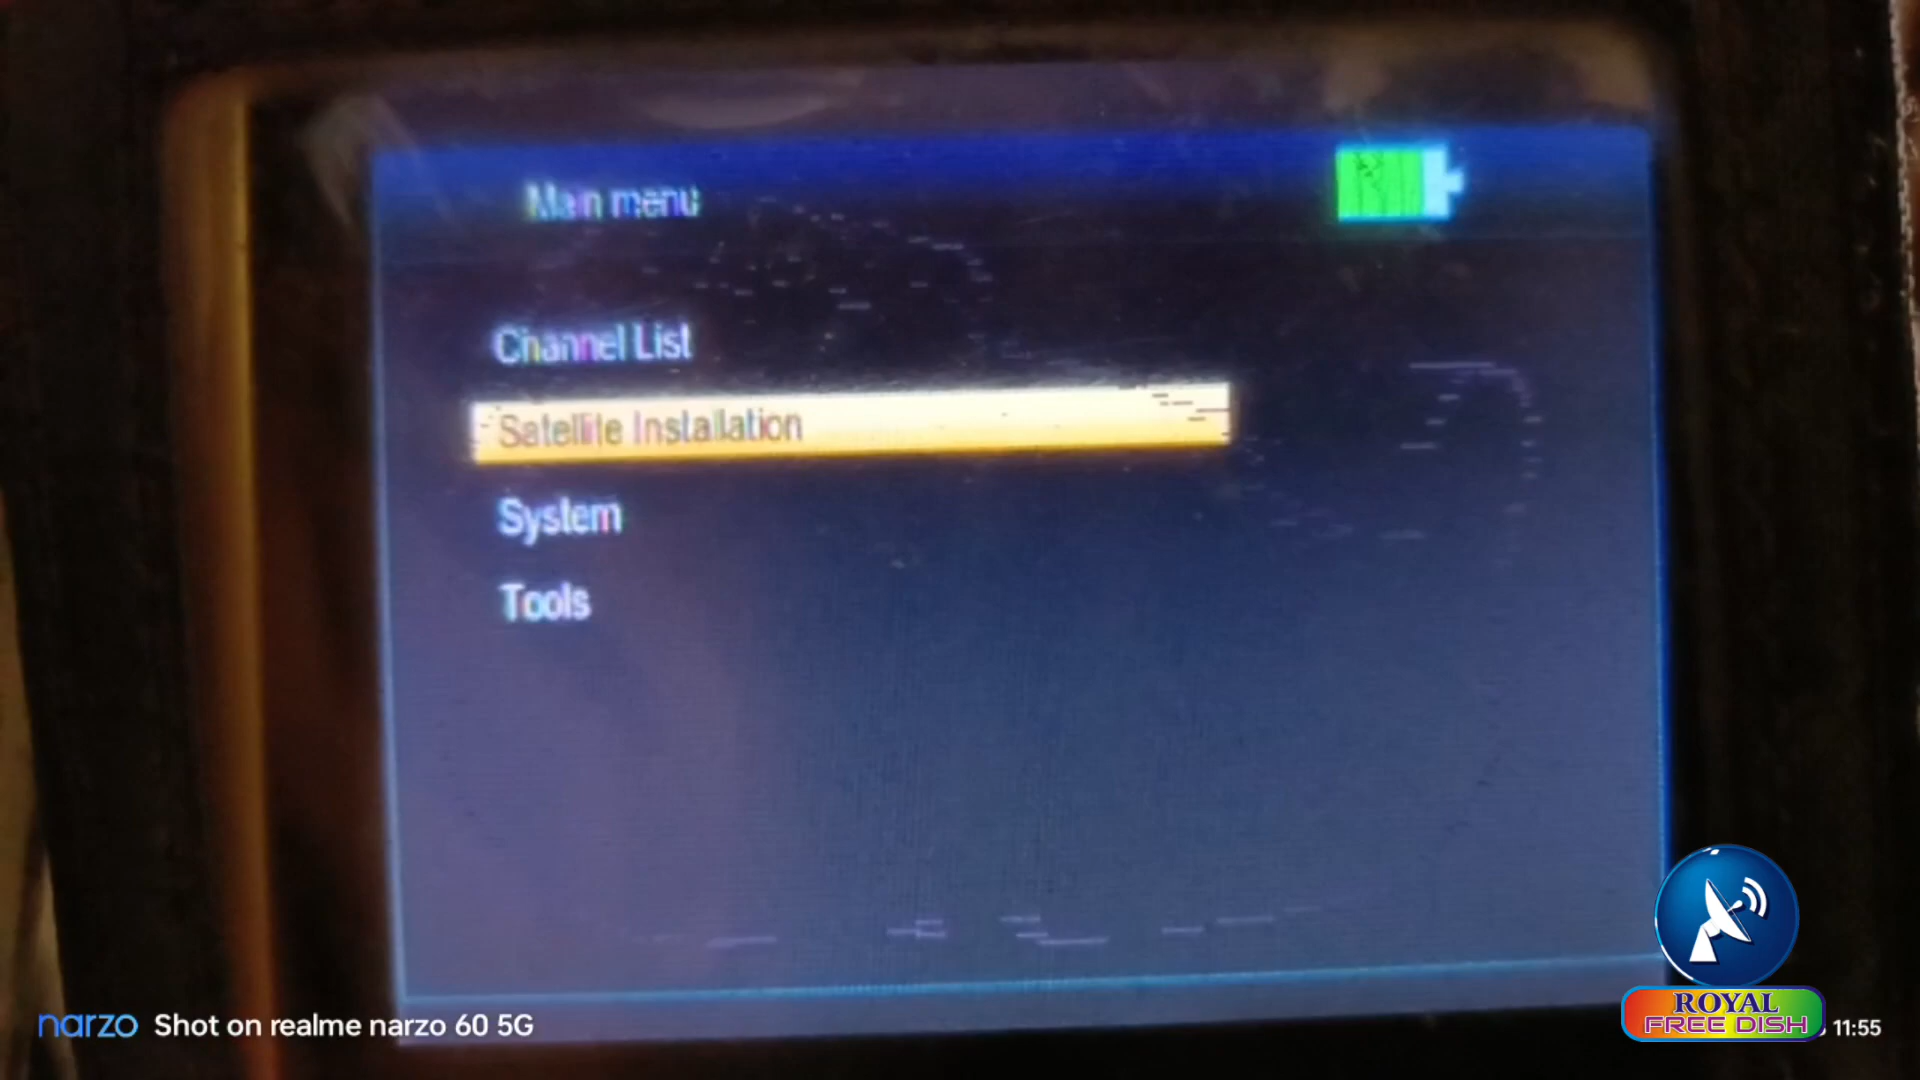 Main menu
Channel List
Satellite Installation
System
Tools
narzo Shot on realme narzo 60 5G
ROYAL
FREE DISH
11:55